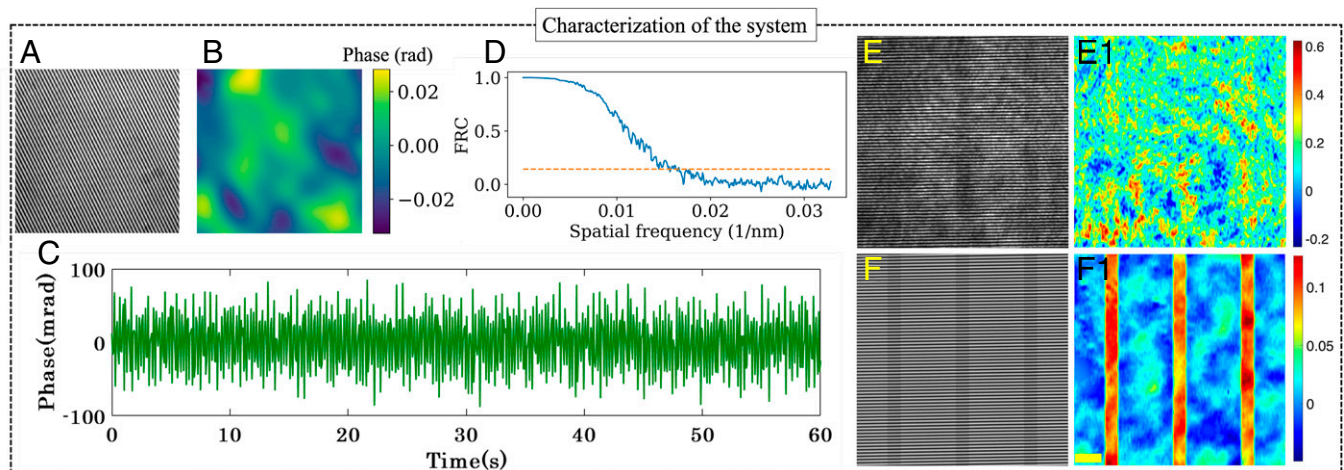 Characterization of the system
A
B
Phase (rad)
0.02
0.00
−0.02
D
FRC
1.0
0.5
0.0
0.00 0.01 0.02 0.03
Spatial frequency (1/nm)
E
E1
0.6
0.4
0.2
0
-0.2
C
Phase(mrad)
100
0
-100
0 10 20 30 40 50 60
Time(s)
F
F1
0.1
0.05
0